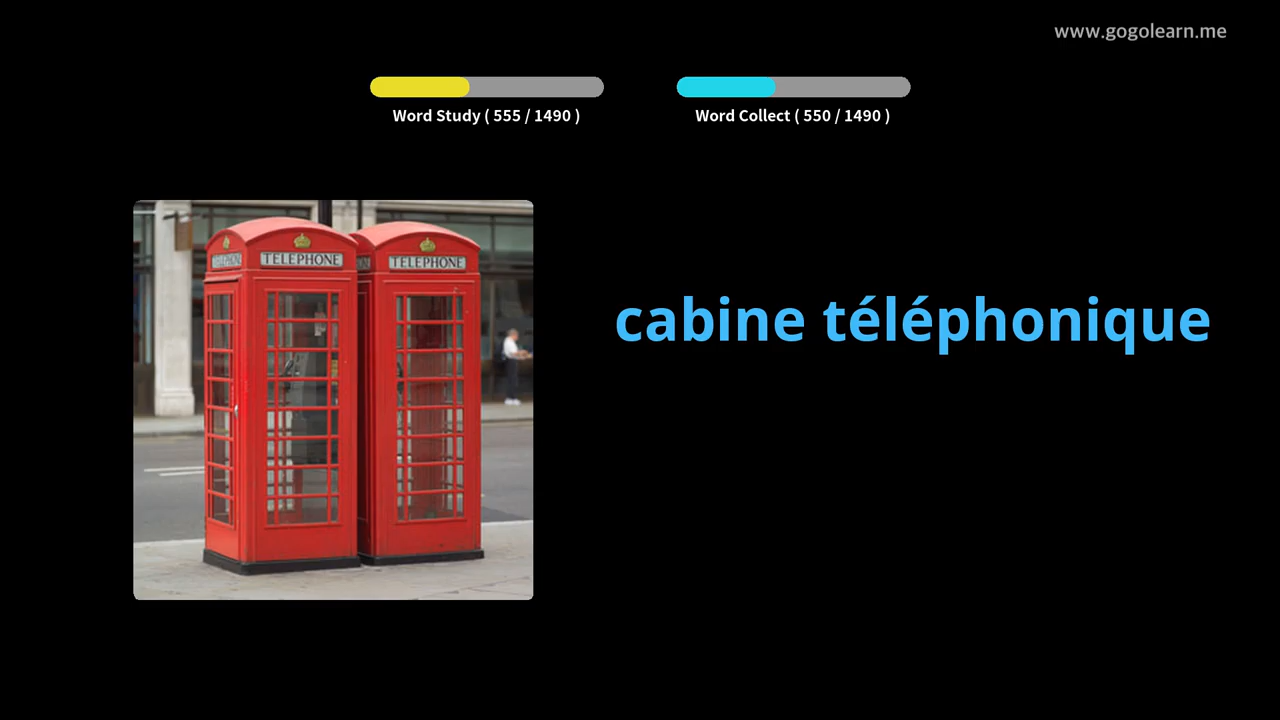 www.gogolearn.me
Word Study ( 555 / 1490 )
Word Collect ( 550 / 1490 )
TELEPHONE
TELEPHONE
cabine téléphonique